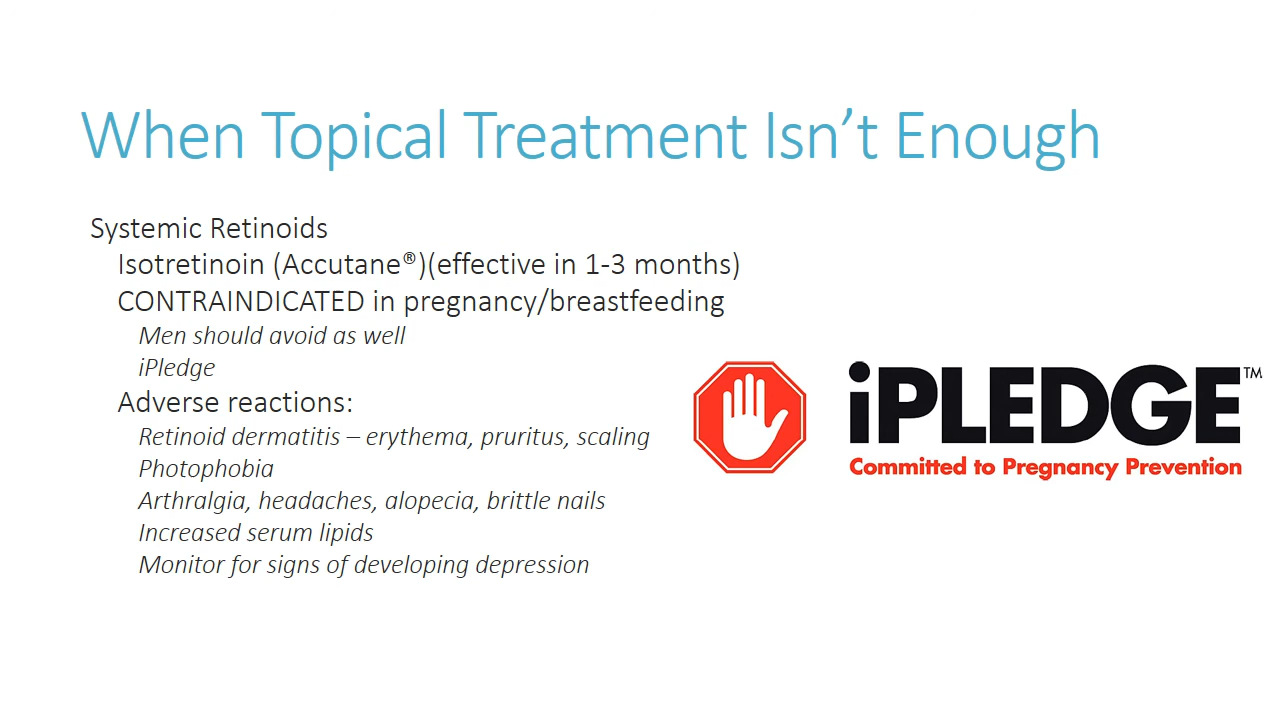 When Topical Treatment Isn’t Enough
Systemic Retinoids
Isotretinoin (Accutane®)(effective in 1-3 months)
CONTRAINDICATED in pregnancy/breastfeeding
Men should avoid as well
iPledge
Adverse reactions:
Retinoid dermatitis – erythema, pruritus, scaling
Photophobia
Arthralgia, headaches, alopecia, brittle nails
Increased serum lipids
Monitor for signs of developing depression
iPLEDGE™
Committed to Pregnancy Prevention